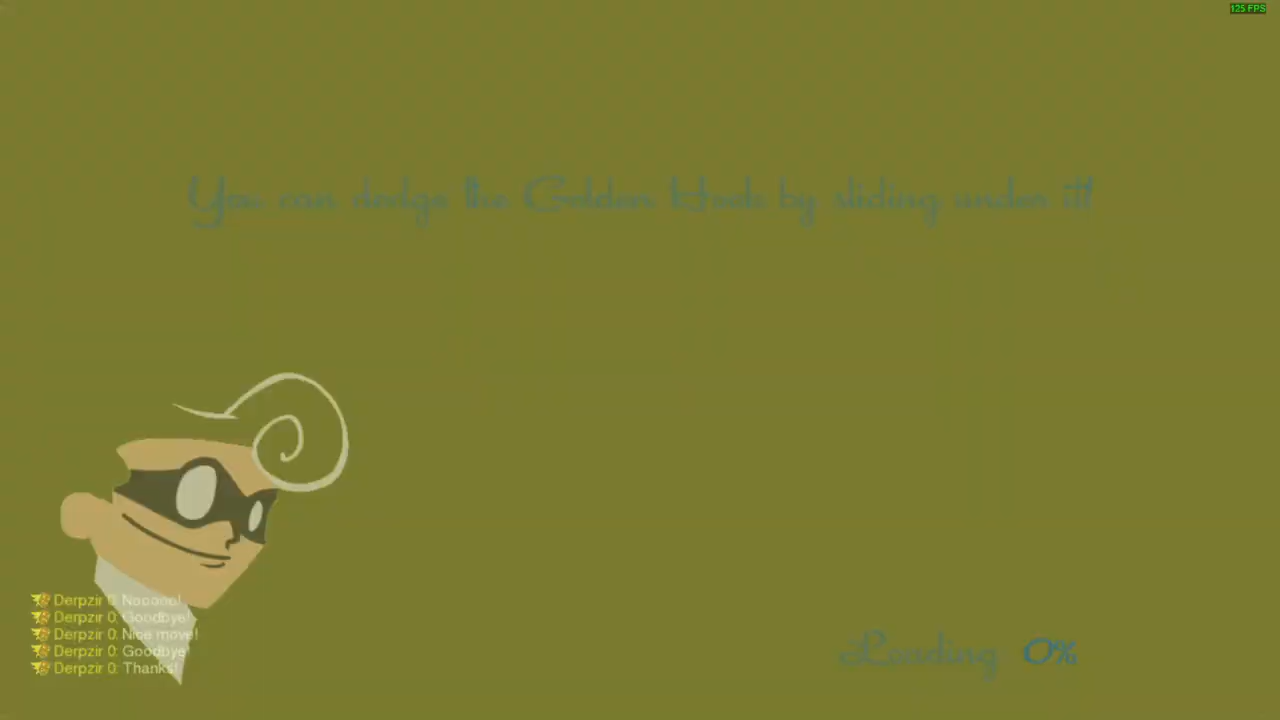 125 FPS
You can dodge the Golden Hook by sliding under it!
Derpzir 0: Nooooo!
Derpzir 0: Goodbye!
Derpzir 0: Nice move!
Derpzir 0: Goodbye!
Derpzir 0: Thanks!
Loading 0%